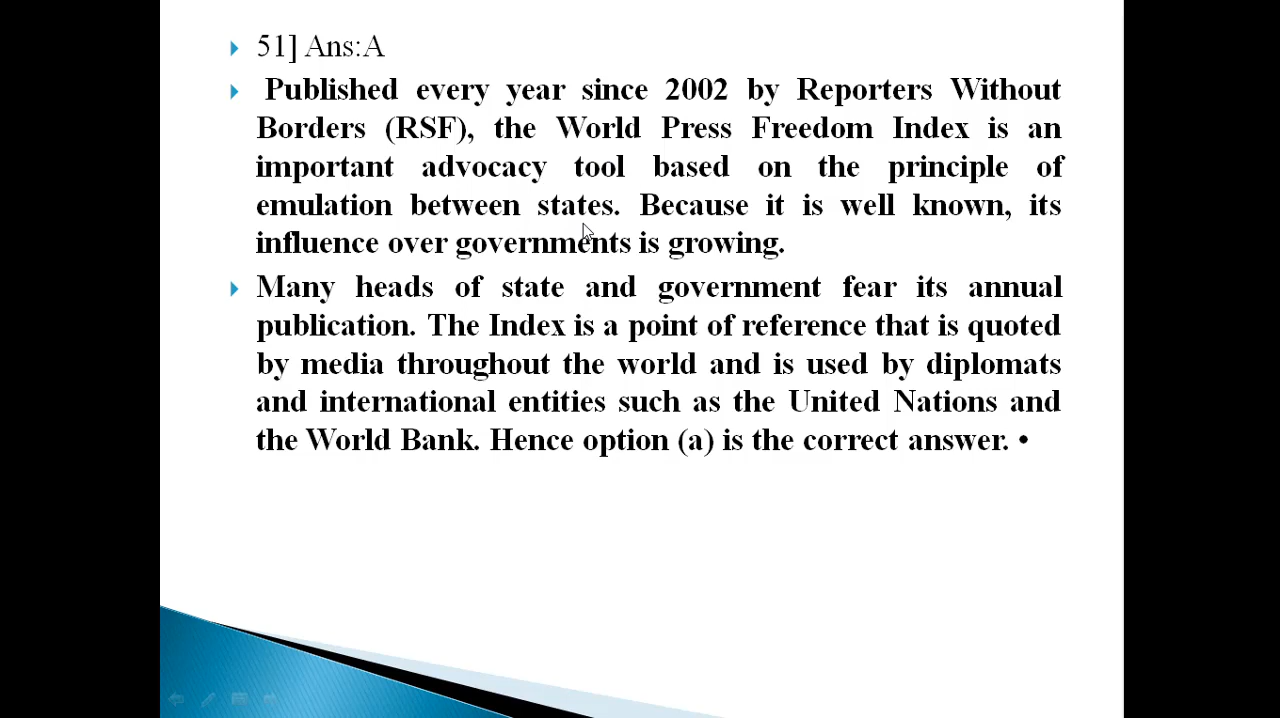 51] Ans:A
Published every year since 2002 by Reporters Without
Borders (RSF), the World Press Freedom Index is an
important advocacy tool based on the principle of
emulation between states. Because it is well known, its
influence over governments is growing.
Many heads of state and government fear its annual
publication. The Index is a point of reference that is quoted
by media throughout the world and is used by diplomats
and international entities such as the United Nations and
the World Bank. Hence option (a) is the correct answer. •